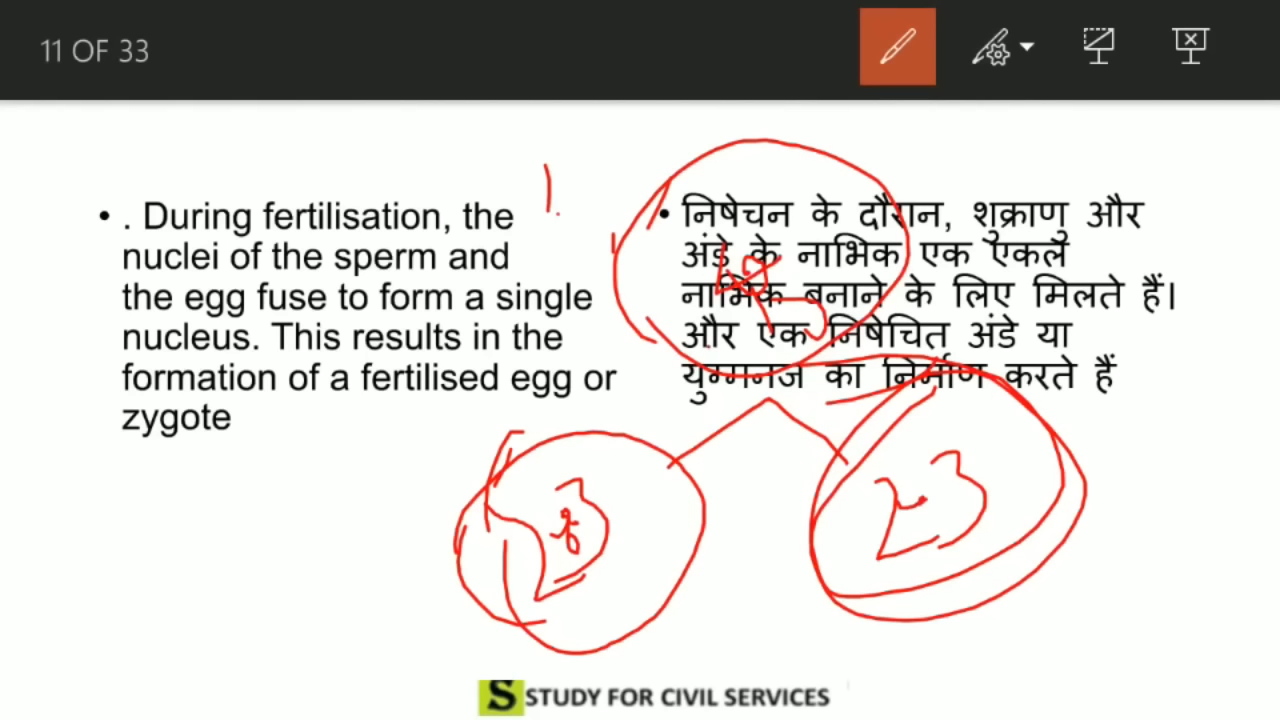 11 OF 33
• . During fertilisation, the
nuclei of the sperm and
the egg fuse to form a single
nucleus. This results in the
formation of a fertilised egg or
zygote
• निषेचन के दौरान, शुक्राणु और
अंडे के नाभिक एक एकल
नाभिक बनाने के लिए मिलते हैं।
और एक निषेचित अंडे या
युग्मनज का निर्माण करते हैं
23
23
S STUDY FOR CIVIL SERVICES